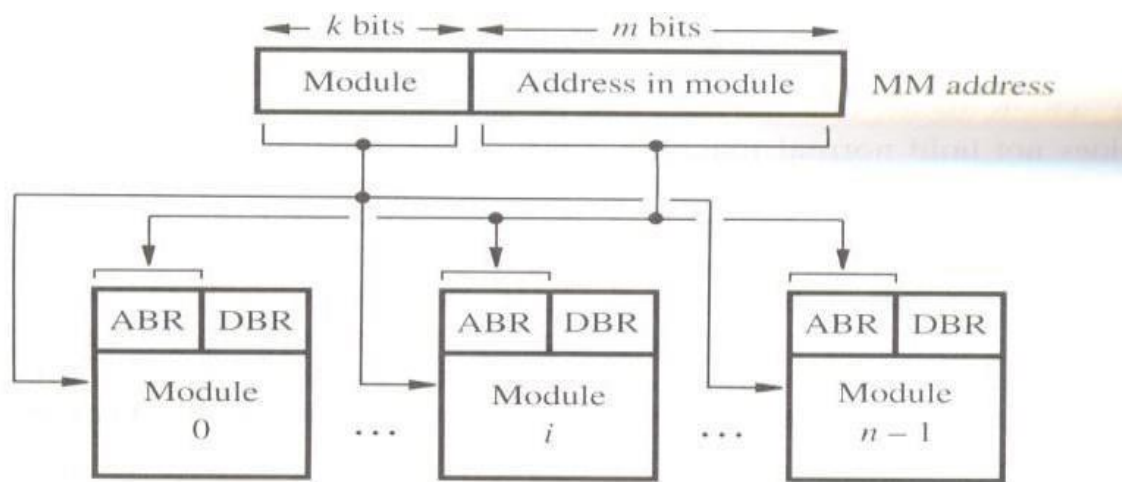 k bits m bits
Module Address in module MM address
ABR DBR ABR DBR ABR DBR
Module Module Module
0 ... i ... n − 1